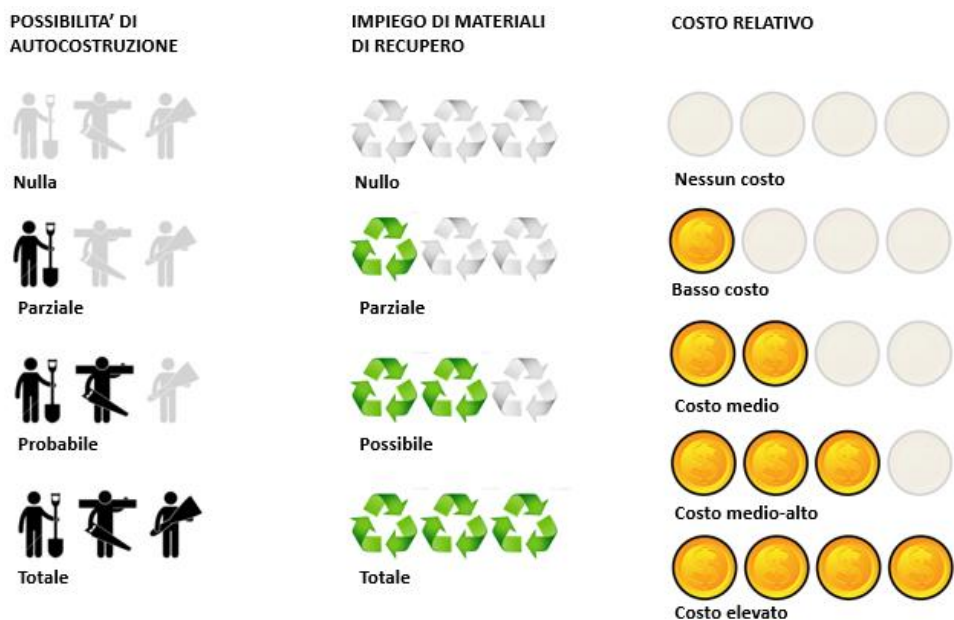 POSSIBILITA' DI
AUTOCOSTRUZIONE
Nulla
Parziale
Probabile
Totale
IMPIEGO DI MATERIALI
DI RECUPERO
Nullo
Parziale
Possibile
Totale
COSTO RELATIVO
Nessun costo
Basso costo
Costo medio
Costo medio-alto
Costo elevato